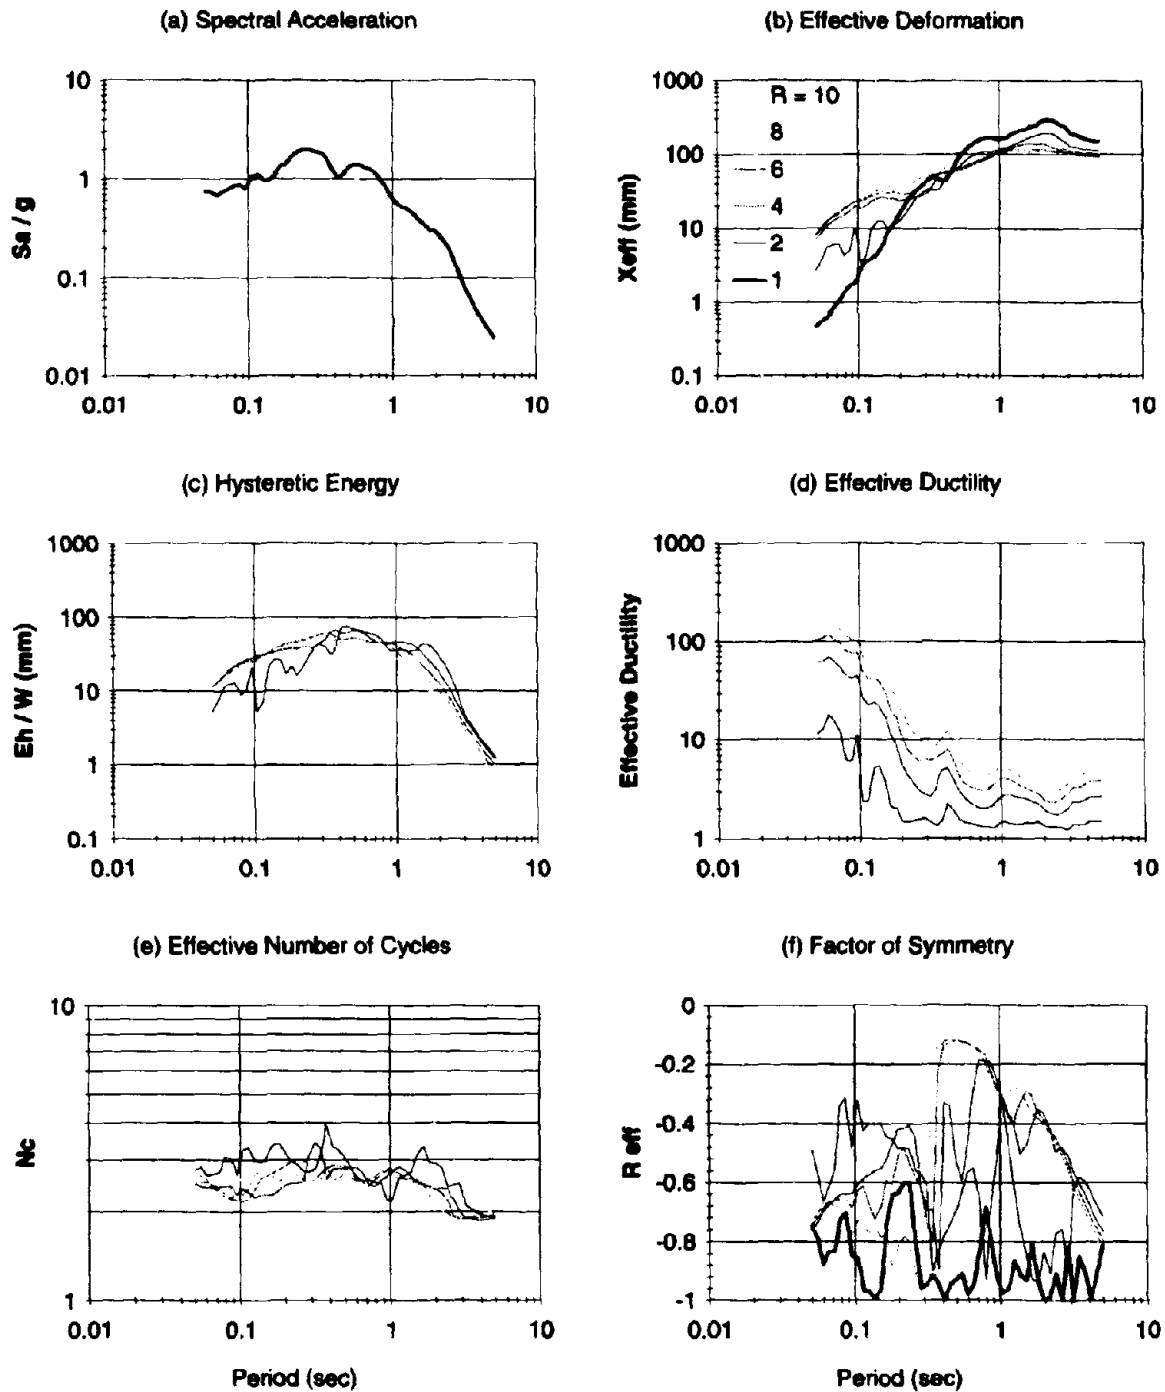 (a) Spectral Acceleration
(b) Effective Deformation
10
1
0.1
0.01
Sa / g
0.01 0.1 1 10
1000
100
10
1
0.1
Xeff (mm)
R = 10
8
6
4
2
1
0.01 0.1 1 10
(c) Hysteretic Energy
(d) Effective Ductility
1000
100
10
1
0.1
Eh / W (mm)
0.01 0.1 1 10
1000
100
10
1
Effective Ductility
0.01 0.1 1 10
(e) Effective Number of Cycles
(f) Factor of Symmetry
10
1
Nc
0.01 0.1 1 10
Period (sec)
0
-0.2
-0.4
-0.6
-0.8
-1
R eff
0.01 0.1 1 10
Period (sec)